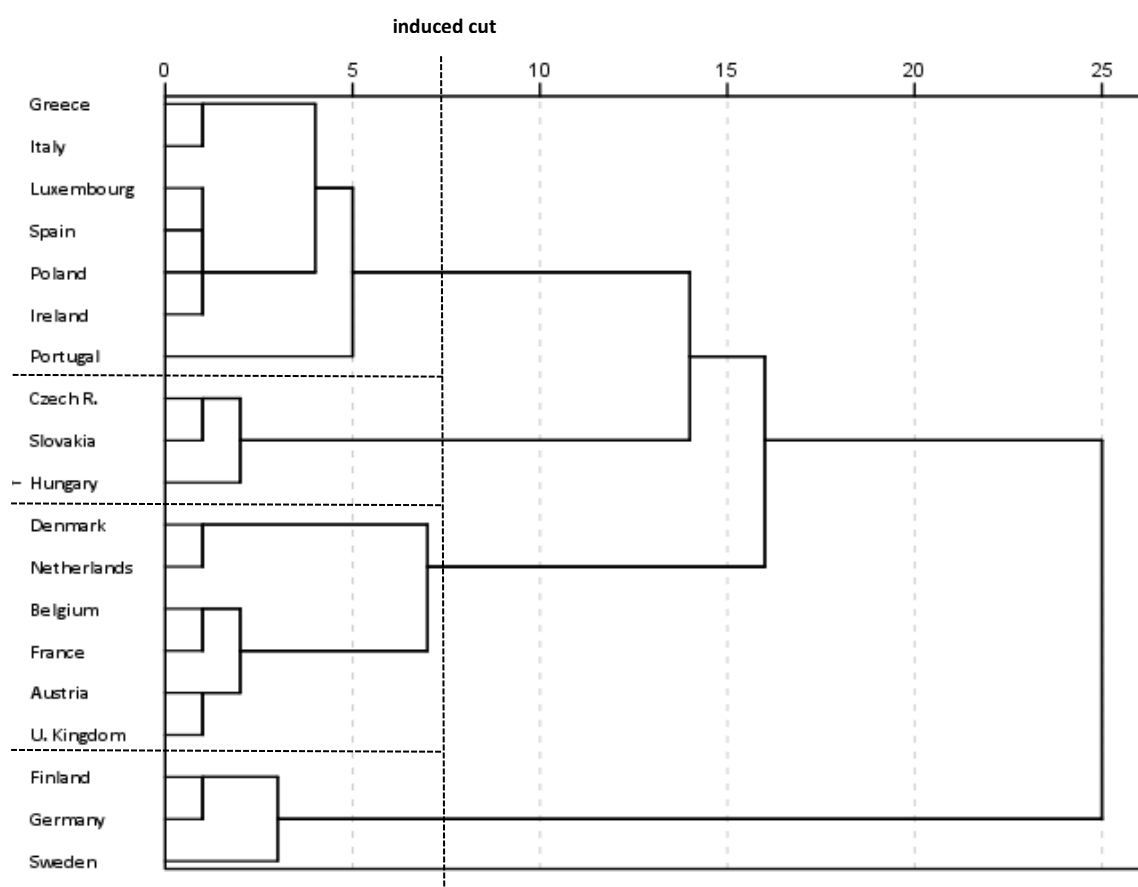 induced cut
0 5 10 15 20 25
Greece
Italy
Luxembourg
Spain
Poland
Ireland
Portugal
Czech R.
Slovakia
Hungary
Denmark
Netherlands
Belgium
France
Austria
U. Kingdom
Finland
Germany
Sweden